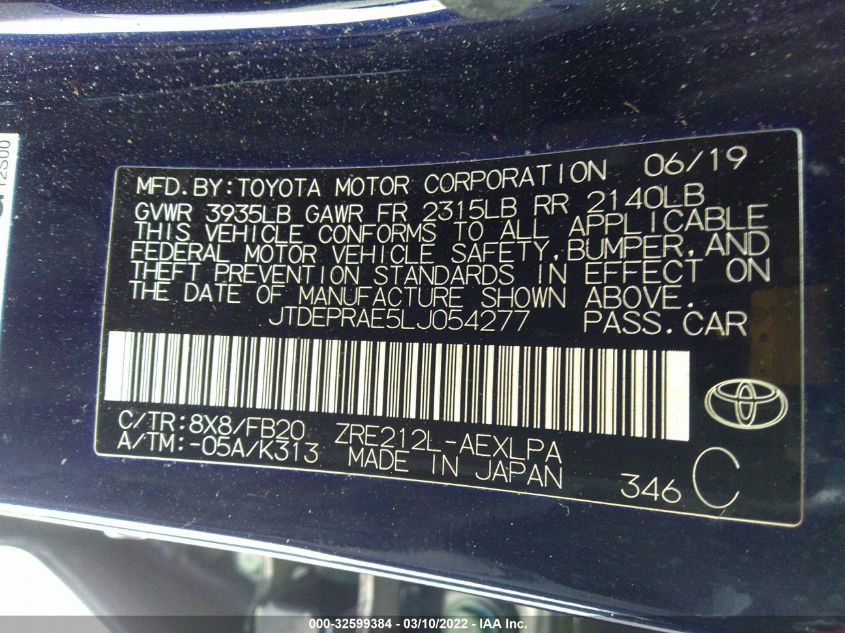 12S00
MFD.BY:TOYOTA MOTOR CORPORATION 06/19
GVWR 3935LB GAWR FR 2315LB RR 2140LB
THIS VEHICLE CONFORMS TO ALL APPLICABLE
FEDERAL MOTOR VEHICLE SAFETY,BUMPER,AND
THEFT PREVENTION STANDARDS IN EFFECT ON
THE DATE OF MANUFACTURE SHOWN ABOVE.
JTDEPRAE5LJ054277 PASS.CAR
C/TR:8X8/FB20 ZRE212L-AEXLPA
A/TM:-05A/K313 MADE IN JAPAN
346 C
000-32599384 - 03/10/2022 - IAA Inc.